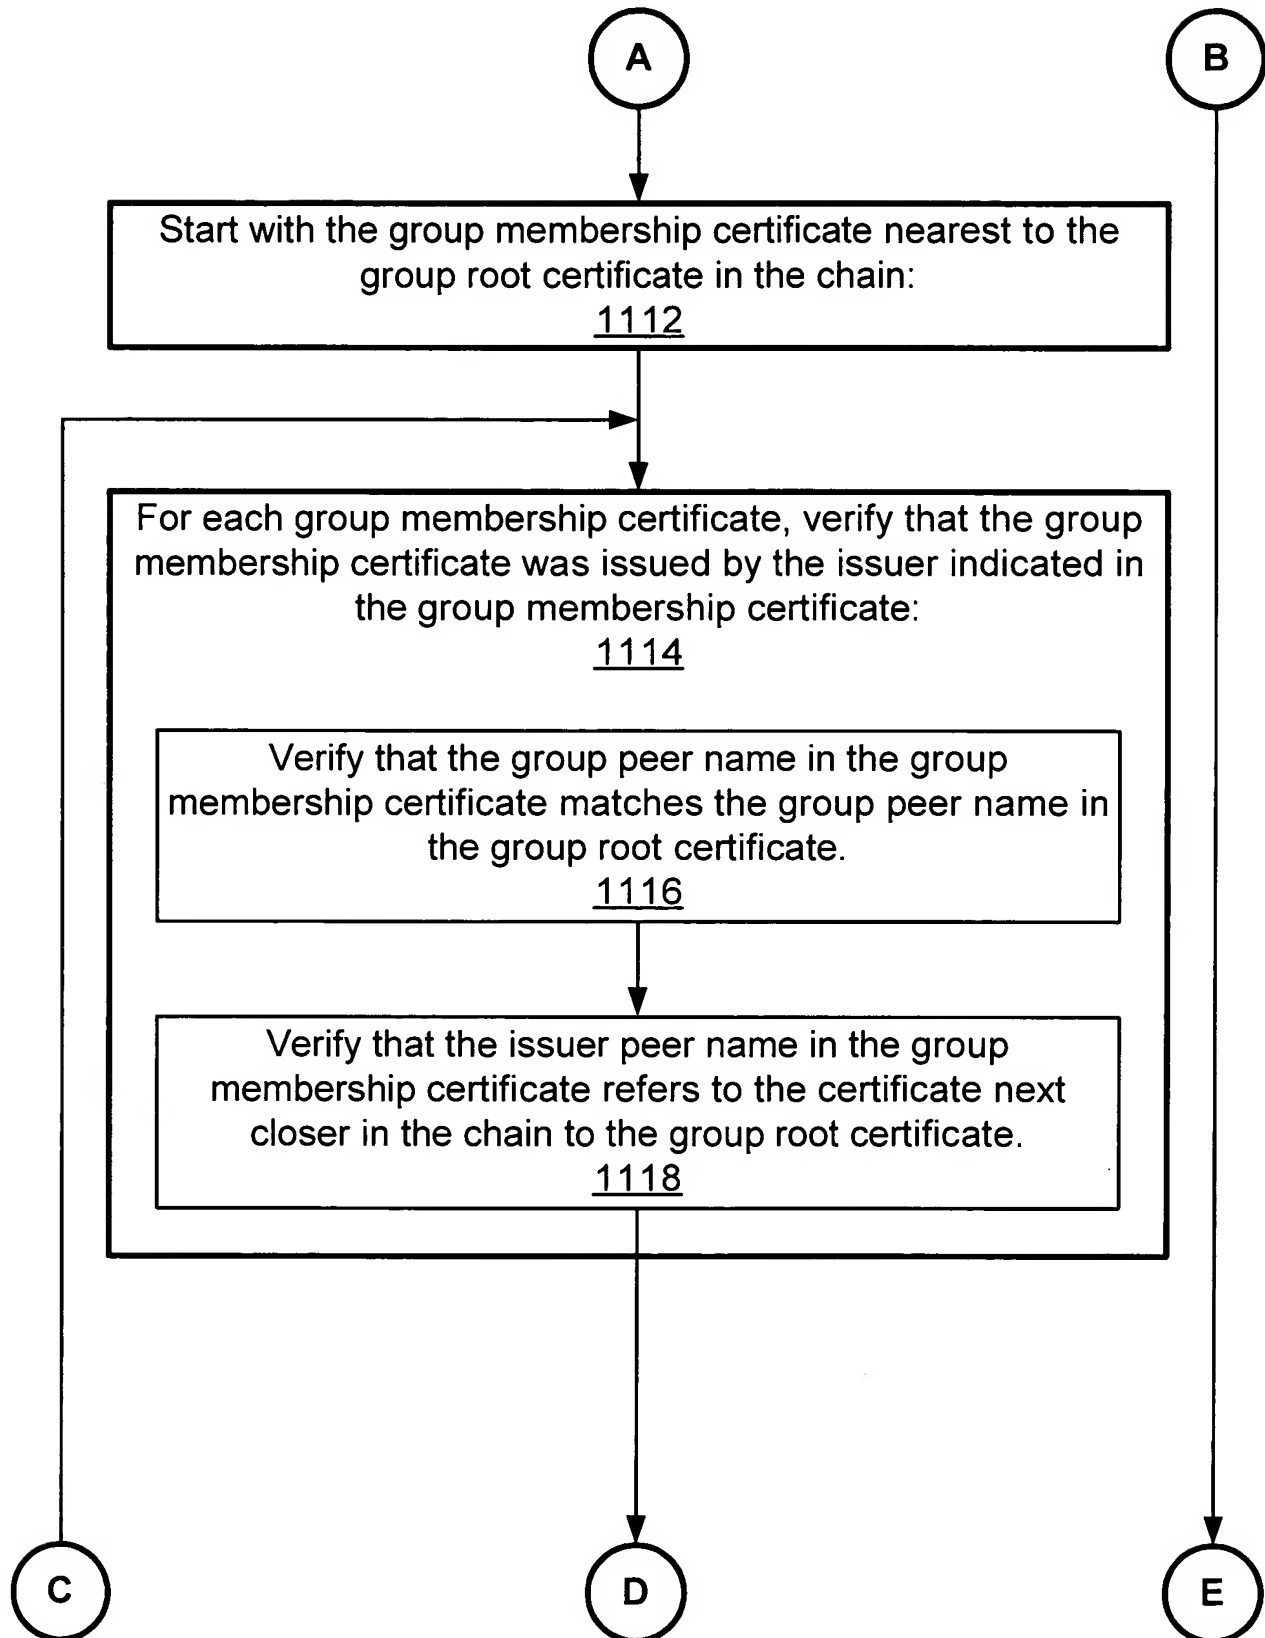 A
B
Start with the group membership certificate nearest to the
group root certificate in the chain:
1112
For each group membership certificate, verify that the group
membership certificate was issued by the issuer indicated in
the group membership certificate:
1114
Verify that the group peer name in the group
membership certificate matches the group peer name in
the group root certificate.
1116
Verify that the issuer peer name in the group
membership certificate refers to the certificate next
closer in the chain to the group root certificate.
1118
C
D
E